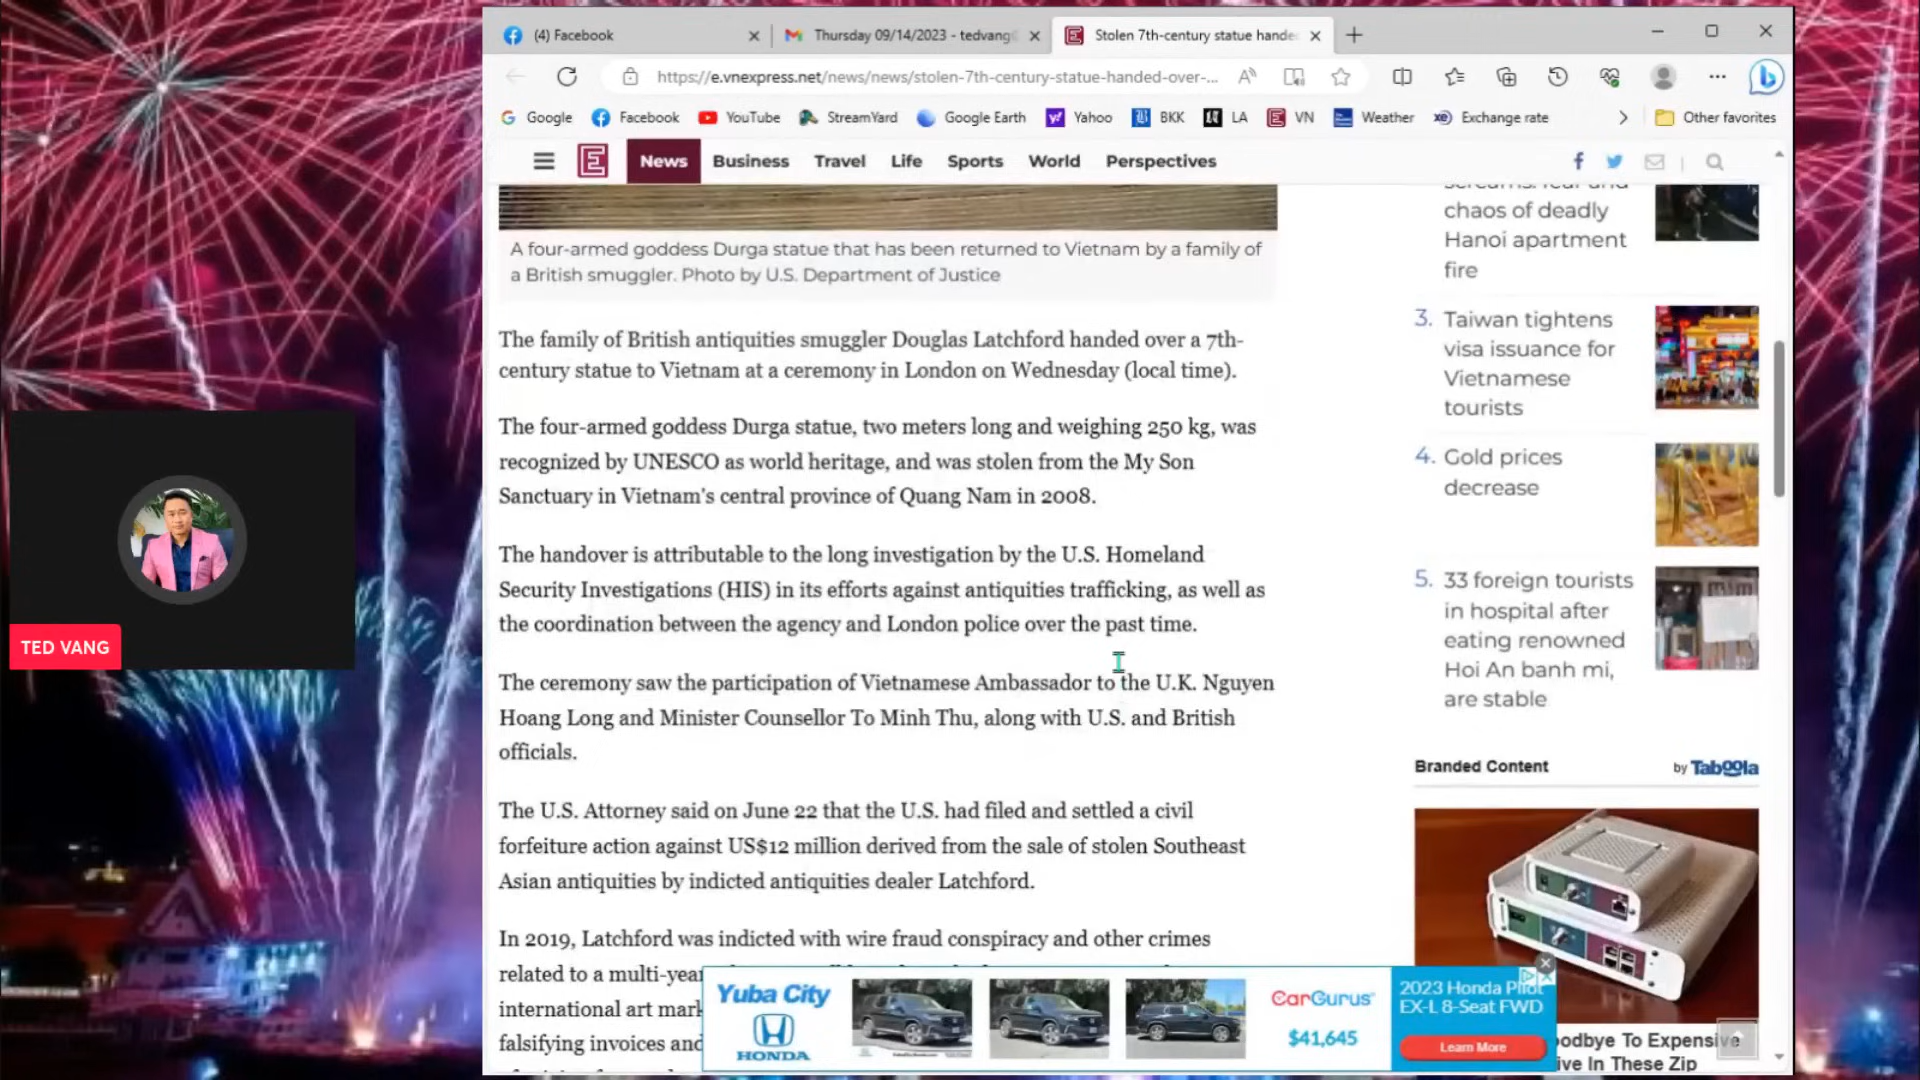 (4) Facebook
Thursday 09/14/2023 - tedvang
Stolen 7th-century statue hande
https://e.vnexpress.net/news/news/stolen-7th-century-statue-handed-over-...
Google
Facebook
YouTube
StreamYard
Google Earth
Yahoo
BKK
LA
VN
Weather
Exchange rate
Other favorites
News
Business
Travel
Life
Sports
World
Perspectives
A four-armed goddess Durga statue that has been returned to Vietnam by a family of
a British smuggler. Photo by U.S. Department of Justice
The family of British antiquities smuggler Douglas Latchford handed over a 7th-
century statue to Vietnam at a ceremony in London on Wednesday (local time).
The four-armed goddess Durga statue, two meters long and weighing 250 kg, was
recognized by UNESCO as world heritage, and was stolen from the My Son
Sanctuary in Vietnam's central province of Quang Nam in 2008.
The handover is attributable to the long investigation by the U.S. Homeland
Security Investigations (HIS) in its efforts against antiquities trafficking, as well as
the coordination between the agency and London police over the past time.
The ceremony saw the participation of Vietnamese Ambassador to the U.K. Nguyen
Hoang Long and Minister Counsellor To Minh Thu, along with U.S. and British
officials.
The U.S. Attorney said on June 22 that the U.S. had filed and settled a civil
forfeiture action against US$12 million derived from the sale of stolen Southeast
Asian antiquities by indicted antiquities dealer Latchford.
In 2019, Latchford was indicted with wire fraud conspiracy and other crimes
related to a multi-year
international art mark
falsifying invoices and
screams: fear and
chaos of deadly
Hanoi apartment
fire
3. Taiwan tightens
visa issuance for
Vietnamese
tourists
4. Gold prices
decrease
5. 33 foreign tourists
in hospital after
eating renowned
Hoi An banh mi,
are stable
Branded Content
by Taboola
oodbye To Expensive
ive In These Zip
Yuba City
HONDA
CarGurus
$41,645
2023 Honda Pilot
EX-L 8-Seat FWD
Learn More
TED VANG